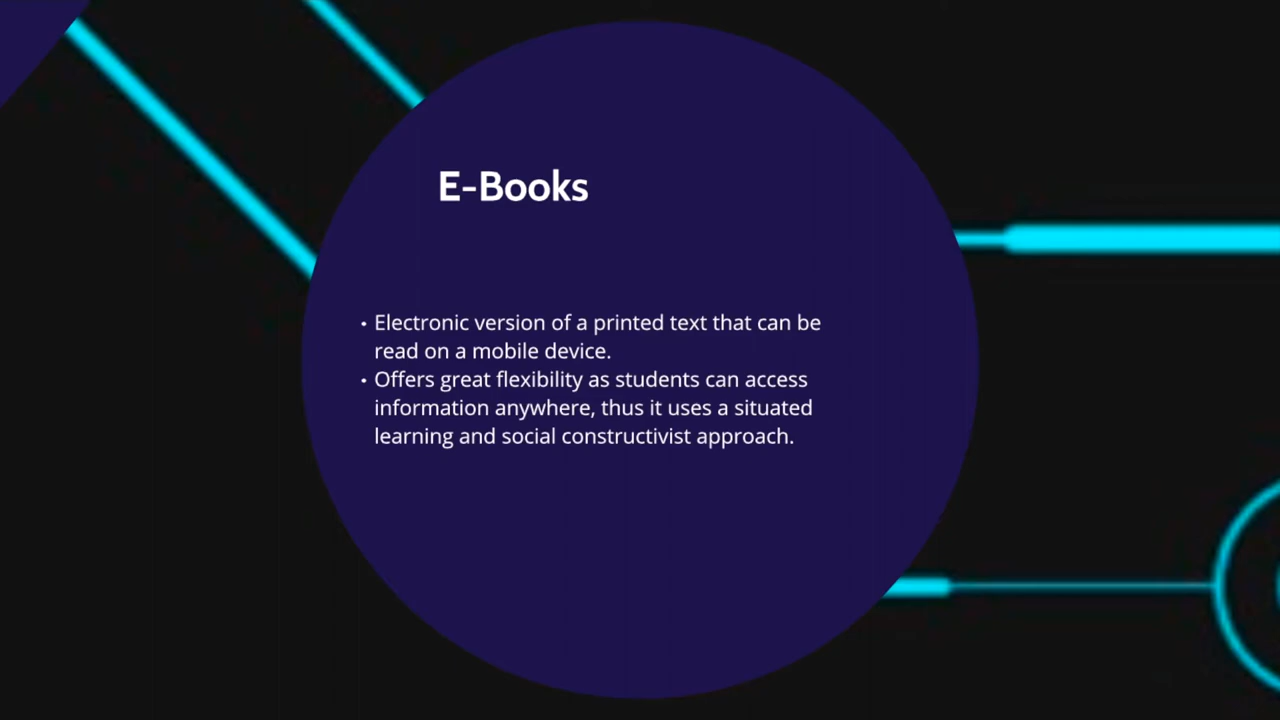 E-Books
• Electronic version of a printed text that can be
read on a mobile device.
• Offers great flexibility as students can access
information anywhere, thus it uses a situated
learning and social constructivist approach.